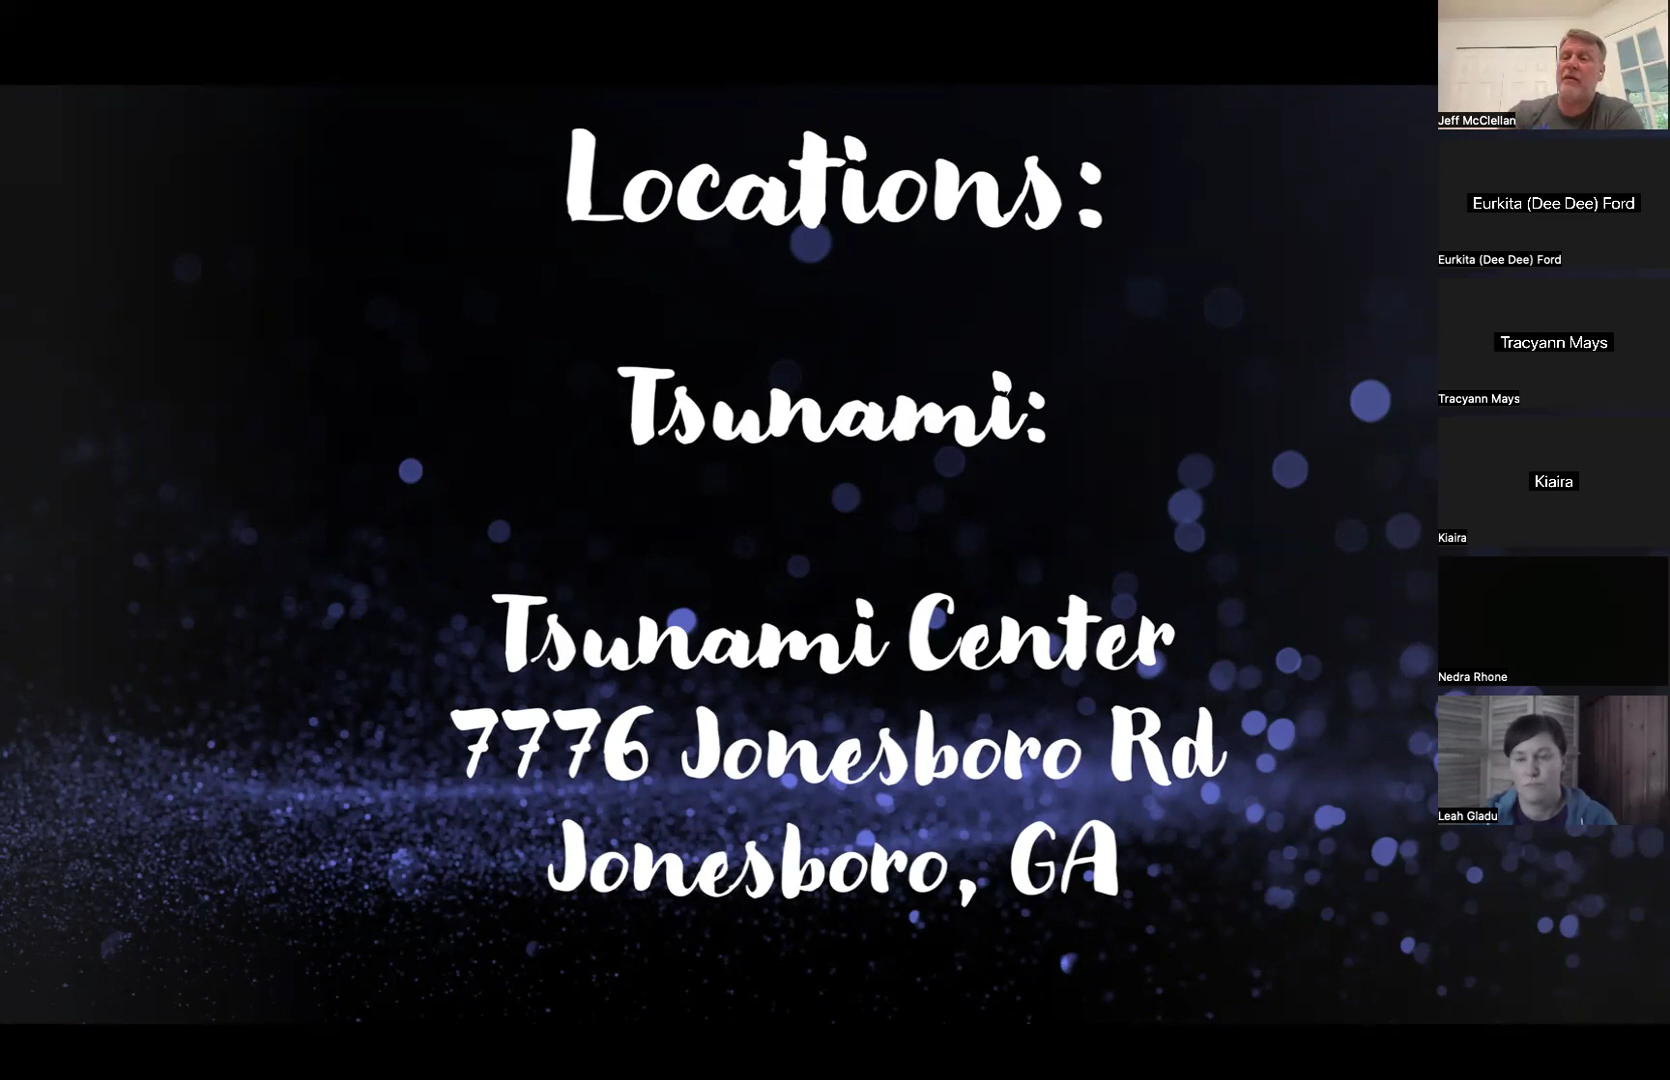 Locations:
Tsunami:
Tsunami Center
7776 Jonesboro Rd
Jonesboro, GA
Jeff McClellan
Eurkita (Dee Dee) Ford
Eurkita (Dee Dee) Ford
Tracyann Mays
Tracyann Mays
Kiaira
Kiaira
Nedra Rhone
Leah Gladu